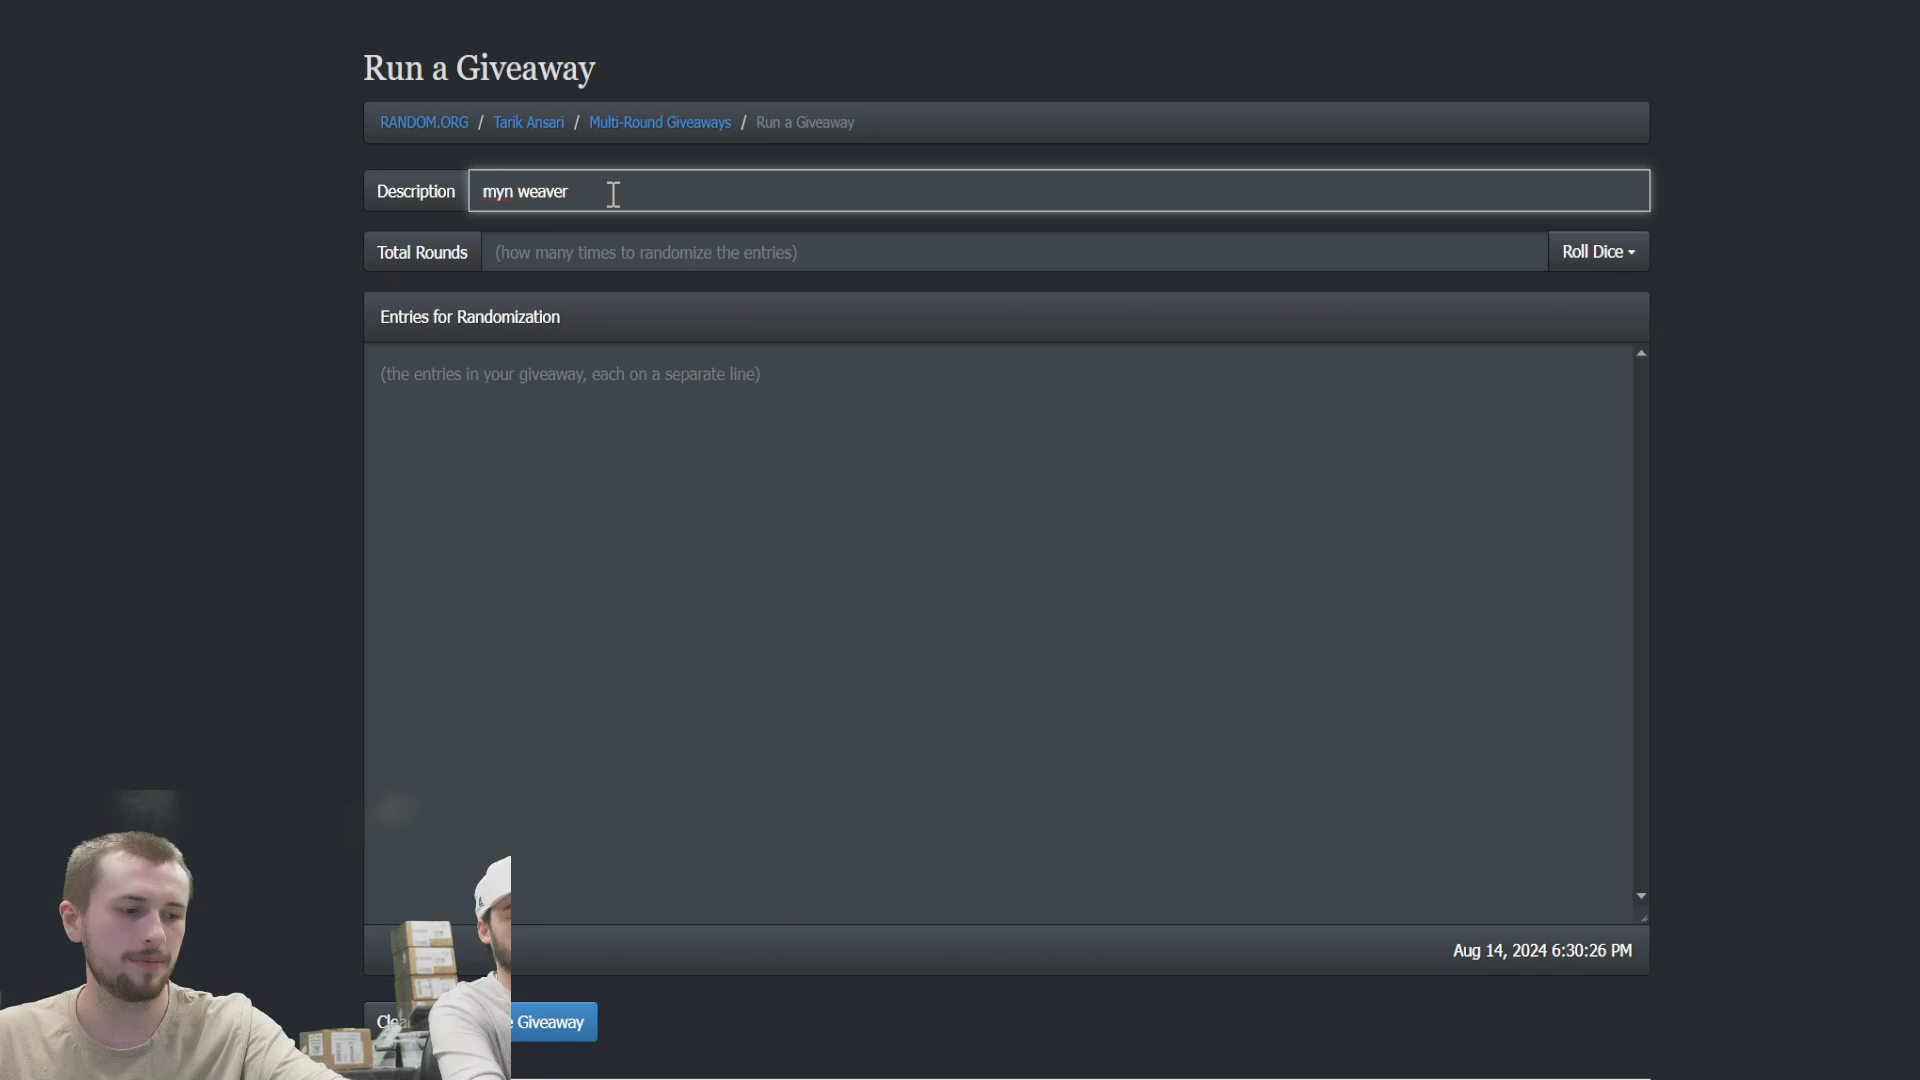 Run a Giveaway
RANDOM.ORG / Tarik Ansari / Multi-Round Giveaways / Run a Giveaway
Description myn weaver
Total Rounds (how many times to randomize the entries) Roll Dice
Entries for Randomization
(the entries in your giveaway, each on a separate line)
Aug 14, 2024 6:30:26 PM
Giveaway